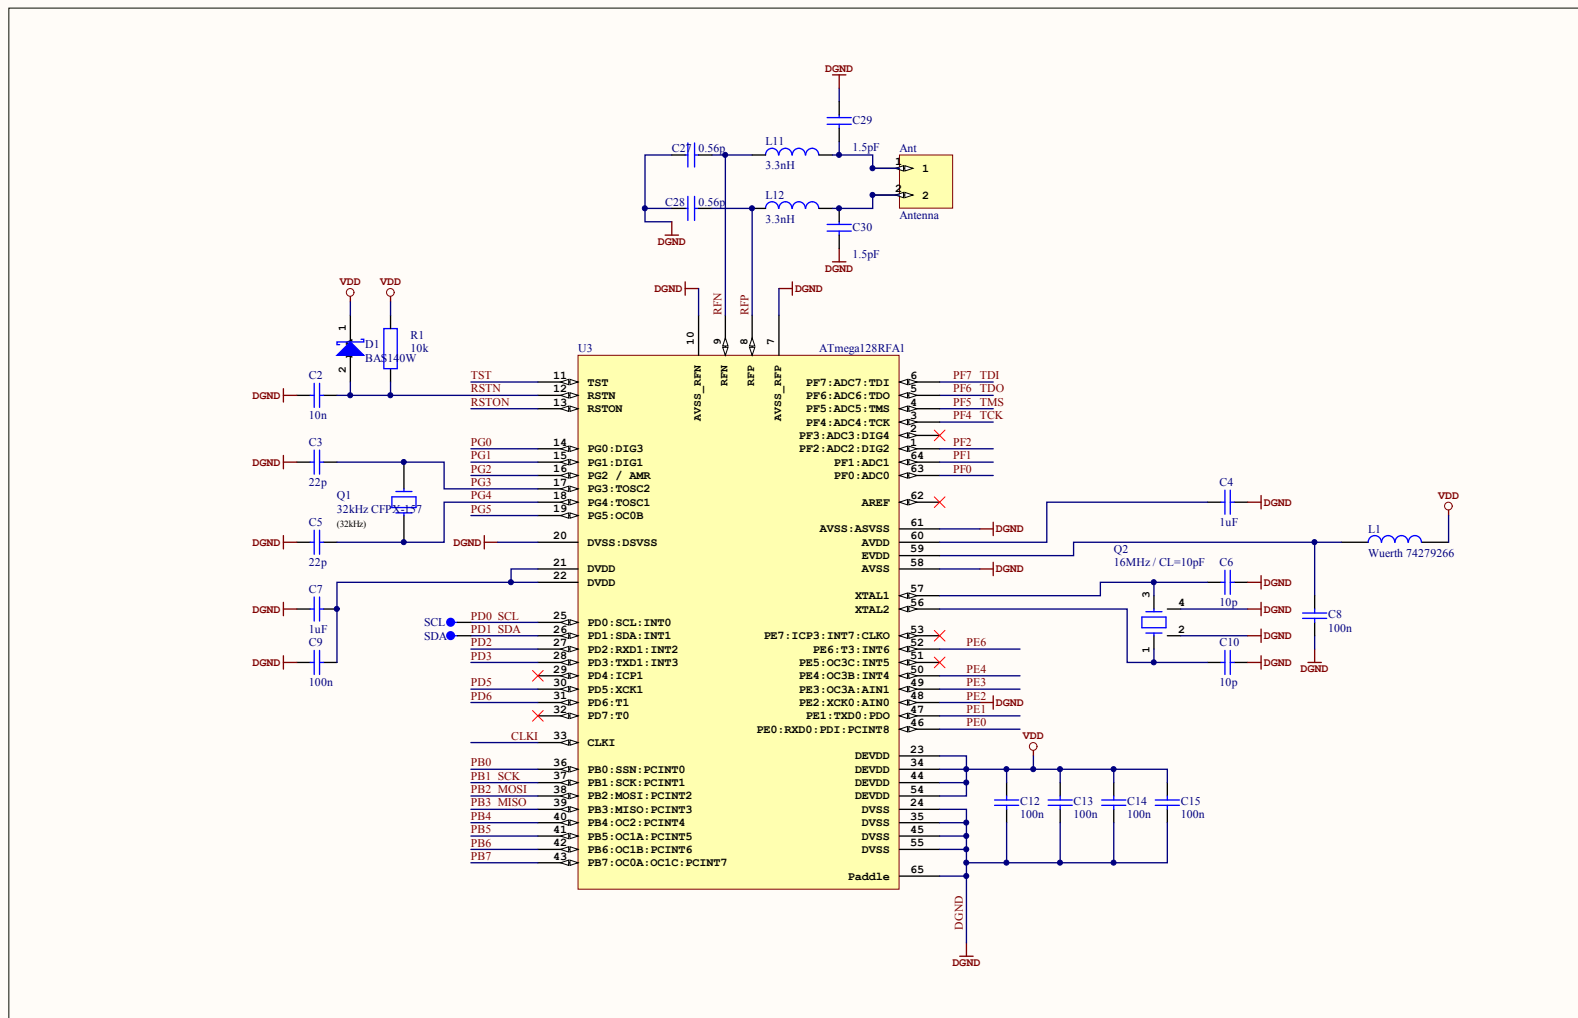 DGND
C29
1.5pF
C27 0.56p
L11
3.3nH
Ant
1 1
C28 0.56p
L12
3.3nH
2 2
Antenna
C30
1.5pF
DGND
DGND
DGND
DGND
RFN
RFP
10
9
8
7
VDD
VDD
1
2
D1
BAS140W
R1
10k
U3
ATmega128RFA1
AVSS_RFN
RFN
RFP
AVSS_RFP
DGND
C2
10n
TST 11 TST
RSTN 12 RSTN
RSTON 13 RSTON
DGND
C3
22p
Q1
32kHz CFPX-157
(32kHz)
DGND
C5
22p
PG0 14 PG0:DIG3
PG1 15 PG1:DIG1
PG2 16 PG2 / AMR
PG3 17 PG3:TOSC2
PG4 18 PG4:TOSC1
PG5 19 PG5:OC0B
DGND 20 DVSS:DSVSS
21 DVDD
22 DVDD
DGND
C7
1uF
DGND
C9
100n
SCL PD0 SCL 25 PD0:SCL:INT0
SDA PD1 SDA 26 PD1:SDA:INT1
PD2 27 PD2:RXD1:INT2
PD3 28 PD3:TXD1:INT3
29 PD4:ICP1
PD5 30 PD5:XCK1
PD6 31 PD6:T1
32 PD7:T0
CLKI 33 CLKI
PB0 36 PB0:SSN:PCINT0
PB1 SCK 37 PB1:SCK:PCINT1
PB2 MOSI 38 PB2:MOSI:PCINT2
PB3 MISO 39 PB3:MISO:PCINT3
PB4 40 PB4:OC2:PCINT4
PB5 41 PB5:OC1A:PCINT5
PB6 42 PB6:OC1B:PCINT6
PB7 43 PB7:OC0A:OC1C:PCINT7
PF7:ADC7:TDI 6 PF7 TDI
PF6:ADC6:TDO 5 PF6 TDO
PF5:ADC5:TMS 4 PF5 TMS
PF4:ADC4:TCK 3 PF4 TCK
PF3:ADC3:DIG4 2
PF2:ADC2:DIG2 1 PF2
PF1:ADC1 64 PF1
PF0:ADC0 63 PF0
AREF 62
AVSS:ASVSS 61 DGND
AVDD 60
EVDD 59
AVSS 58 DGND
XTAL1 57
XTAL2 56
PE7:ICP3:INT7:CLKO 53
PE6:T3:INT6 52 PE6
PE5:OC3C:INT5 51
PE4:OC3B:INT4 50 PE4
PE3:OC3A:AIN1 49 PE3
PE2:XCK0:AIN0 48 PE2 DGND
PE1:TXD0:PDO 47 PE1
PE0:RXD0:PDI:PCINT8 46 PE0
DEVDD 23
DEVDD 34
DEVDD 44
DEVDD 54
DVSS 24
DVSS 35
DVSS 45
DVSS 55
Paddle 65
C4
1uF
DGND
VDD
L1
Wuerth 74279266
Q2
16MHz / CL=10pF
3
4
2
1
C6
10p
DGND
DGND
DGND
C10
10p
DGND
C8
100n
DGND
VDD
C12
100n
C13
100n
C14
100n
C15
100n
DGND
DGND